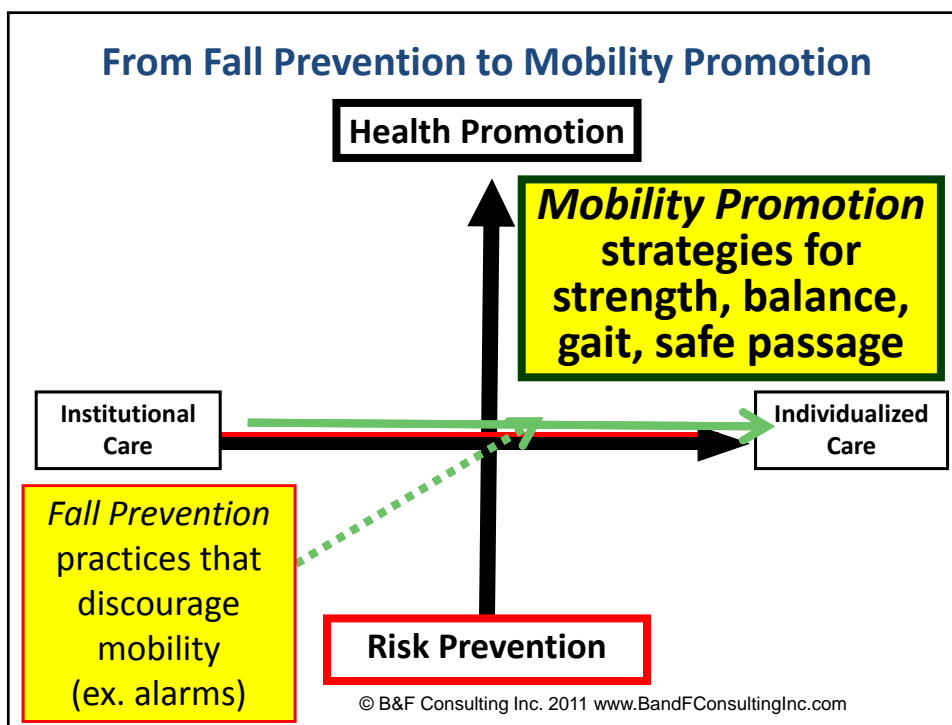 From Fall Prevention to Mobility Promotion
Health Promotion
Mobility Promotion
strategies for
strength, balance,
gait, safe passage
Institutional
Care
Individualized
Care
Fall Prevention
practices that
discourage
mobility
(ex. alarms)
Risk Prevention
© B&F Consulting Inc. 2011 www.BandFConsultingInc.com